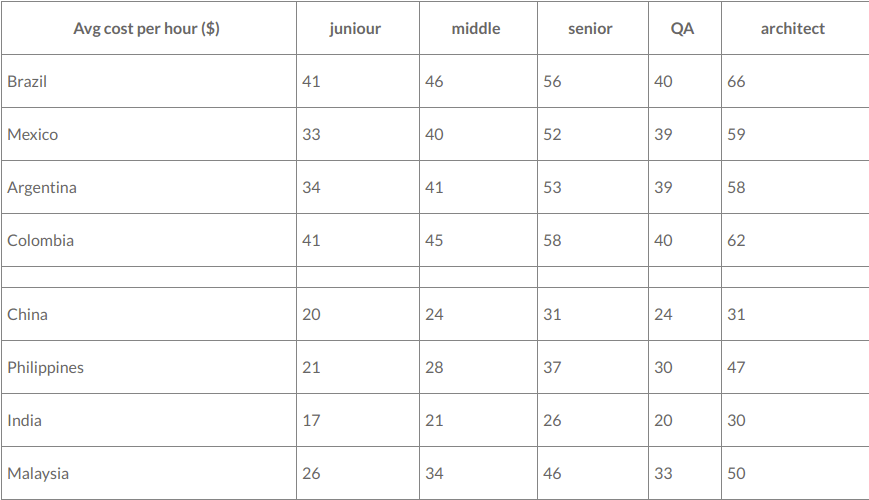 Avg cost per hour ($) juniour middle senior QA architect
Brazil 41 46 56 40 66
Mexico 33 40 52 39 59
Argentina 34 41 53 39 58
Colombia 41 45 58 40 62
China 20 24 31 24 31
Philippines 21 28 37 30 47
India 17 21 26 20 30
Malaysia 26 34 46 33 50